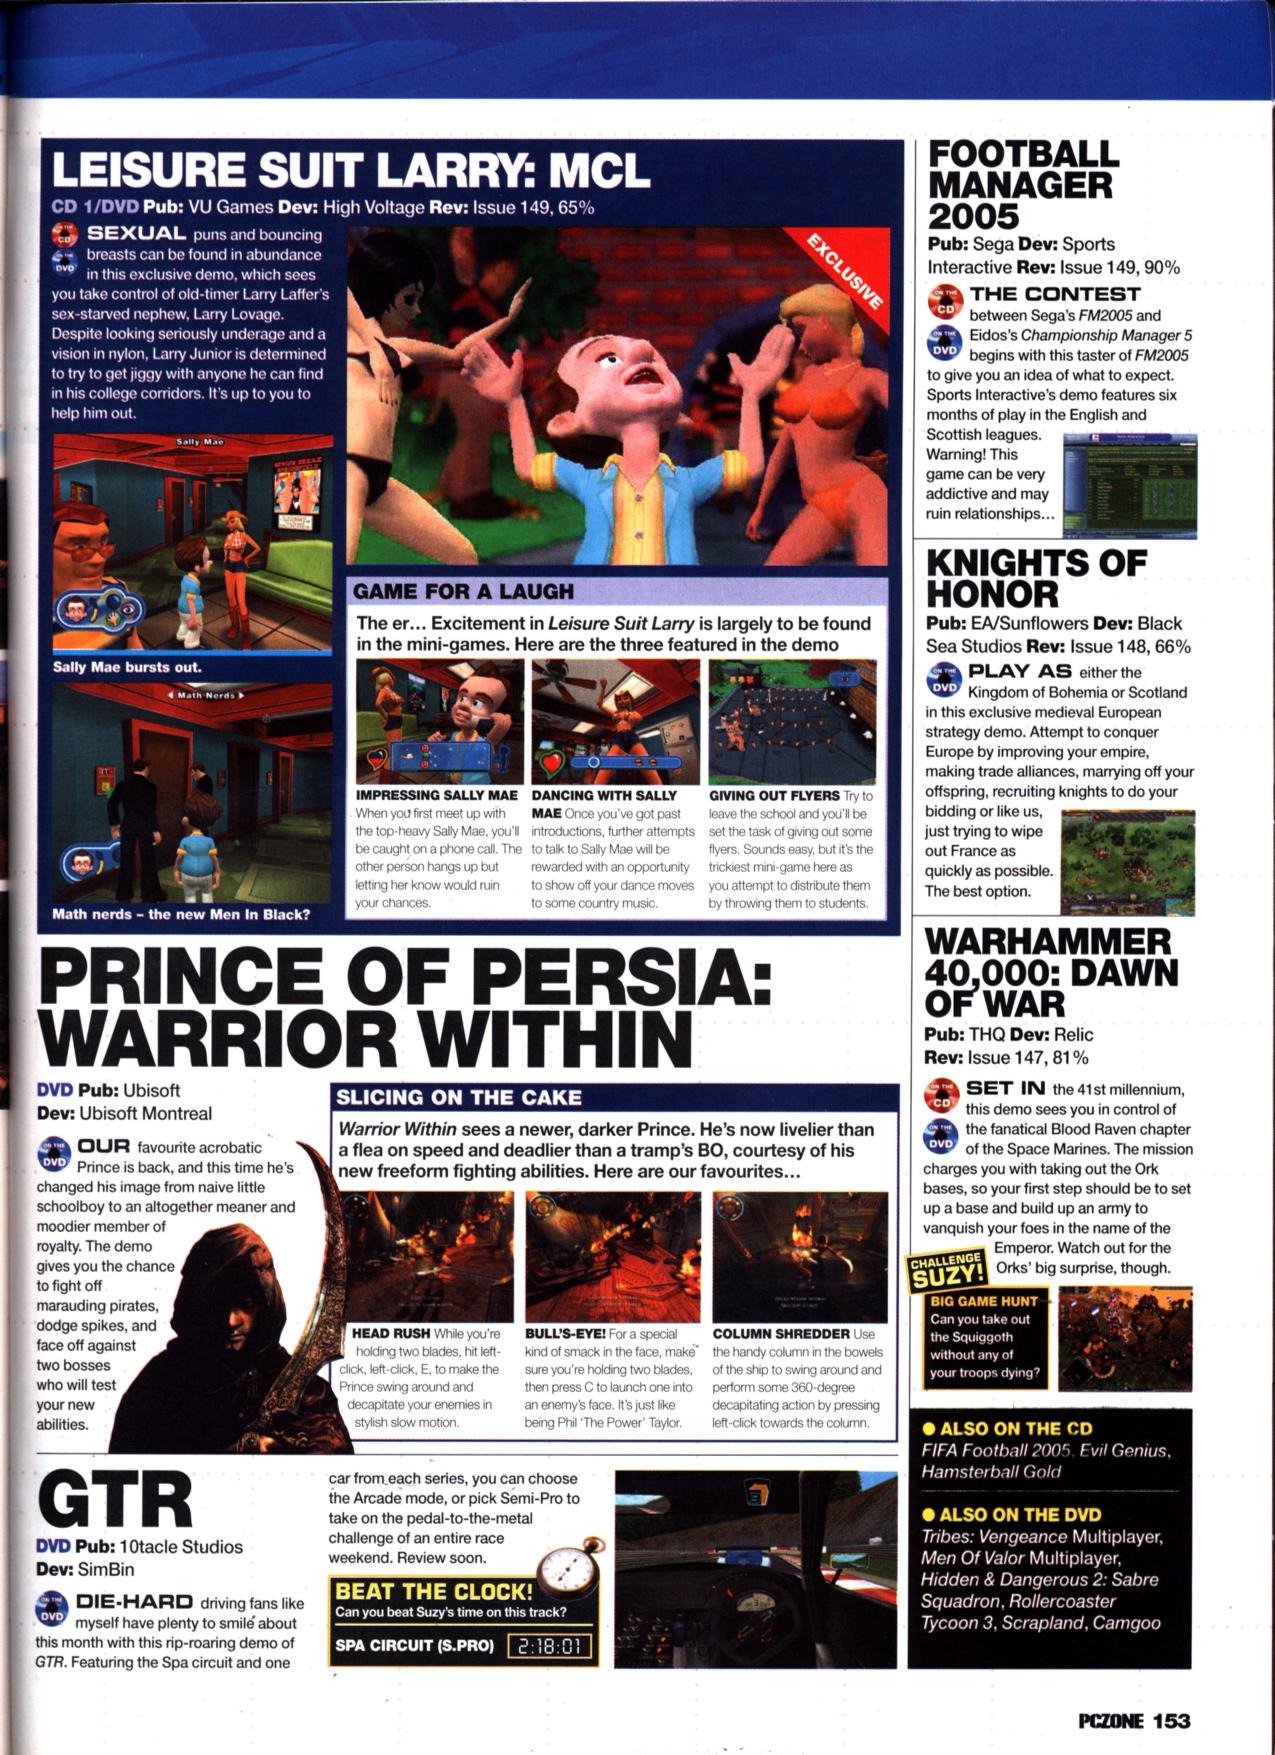 LEISURE SUIT LARRY: MCL
CD 1/DVD Pub: VU Games Dev: High Voltage Rev: Issue 149, 65%
ON THE CD
ON THE DVD
SEXUAL puns and bouncing
breasts can be found in abundance
in this exclusive demo, which sees
you take control of old-timer Larry Laffer's
sex-starved nephew, Larry Lovage.
Despite looking seriously underage and a
vision in nylon, Larry Junior is determined
to try to get jiggy with anyone he can find
in his college corridors. It's up to you to
help him out.
EXCLUSIVE
Sally Mae
Sally Mae bursts out.
Math Nerds
Math nerds – the new Men In Black?
GAME FOR A LAUGH
The er... Excitement in Leisure Suit Larry is largely to be found
in the mini-games. Here are the three featured in the demo
IMPRESSING SALLY MAE
When you first meet up with
the top-heavy Sally Mae, you'll
be caught on a phone call. The
other person hangs up but
letting her know would ruin
your chances.
DANCING WITH SALLY
MAE Once you've got past
introductions, further attempts
to talk to Sally Mae will be
rewarded with an opportunity
to show off your dance moves
to some country music.
GIVING OUT FLYERS Try to
leave the school and you'll be
set the task of giving out some
flyers. Sounds easy, but it's the
trickiest mini-game here as
you attempt to distribute them
by throwing them to students.
PRINCE OF PERSIA:
WARRIOR WITHIN
DVD Pub: Ubisoft
Dev: Ubisoft Montreal
ON THE DVD
OUR favourite acrobatic
Prince is back, and this time he's
changed his image from naive little
schoolboy to an altogether meaner and
moodier member of
royalty. The demo
gives you the chance
to fight off
marauding pirates,
dodge spikes, and
face off against
two bosses
who will test
your new
abilities.
SLICING ON THE CAKE
Warrior Within sees a newer, darker Prince. He's now livelier than
a flea on speed and deadlier than a tramp's BO, courtesy of his
new freeform fighting abilities. Here are our favourites...
HEAD RUSH While you're
holding two blades, hit left-
click, left-click, E, to make the
Prince swing around and
decapitate your enemies in
stylish slow motion.
BULL'S-EYE! For a special
kind of smack in the face, make
sure you're holding two blades,
then press C to launch one into
an enemy's face. It's just like
being Phil 'The Power' Taylor.
COLUMN SHREDDER Use
the handy column in the bowels
of the ship to swing around and
perform some 360-degree
decapitating action by pressing
left-click towards the column.
GTR
DVD Pub: 10tacle Studios
Dev: SimBin
ON THE DVD
DIE-HARD driving fans like
myself have plenty to smile about
this month with this rip-roaring demo of
GTR. Featuring the Spa circuit and one
car from each series, you can choose
the Arcade mode, or pick Semi-Pro to
take on the pedal-to-the-metal
challenge of an entire race
weekend. Review soon.
BEAT THE CLOCK!
Can you beat Suzy's time on this track?
SPA CIRCUIT (S.PRO) 2:18:01
FOOTBALL
MANAGER
2005
Pub: Sega Dev: Sports
Interactive Rev: Issue 149, 90%
ON THE CD
ON THE DVD
THE CONTEST
between Sega's FM2005 and
Eidos's Championship Manager 5
begins with this taster of FM2005
to give you an idea of what to expect.
Sports Interactive's demo features six
months of play in the English and
Scottish leagues.
Warning! This
game can be very
addictive and may
ruin relationships...
KNIGHTS OF
HONOR
Pub: EA/Sunflowers Dev: Black
Sea Studios Rev: Issue 148, 66%
ON THE DVD
PLAY AS either the
Kingdom of Bohemia or Scotland
in this exclusive medieval European
strategy demo. Attempt to conquer
Europe by improving your empire,
making trade alliances, marrying off your
offspring, recruiting knights to do your
bidding or like us,
just trying to wipe
out France as
quickly as possible.
The best option.
WARHAMMER
40,000: DAWN
OF WAR
Pub: THQ Dev: Relic
Rev: Issue 147, 81%
ON THE CD
ON THE DVD
SET IN the 41st millennium,
this demo sees you in control of
the fanatical Blood Raven chapter
of the Space Marines. The mission
charges you with taking out the Ork
bases, so your first step should be to set
up a base and build up an army to
vanquish your foes in the name of the
Emperor. Watch out for the
Orks' big surprise, though.
CHALLENGE
SUZY!
BIG GAME HUNT
Can you take out
the Squiggoth
without any of
your troops dying?
ALSO ON THE CD
FIFA Football 2005, Evil Genius,
Hamsterball Gold
ALSO ON THE DVD
Tribes: Vengeance Multiplayer,
Men Of Valor Multiplayer,
Hidden & Dangerous 2: Sabre
Squadron, Rollercoaster
Tycoon 3, Scrapland, Camgoo
PCZONE 153